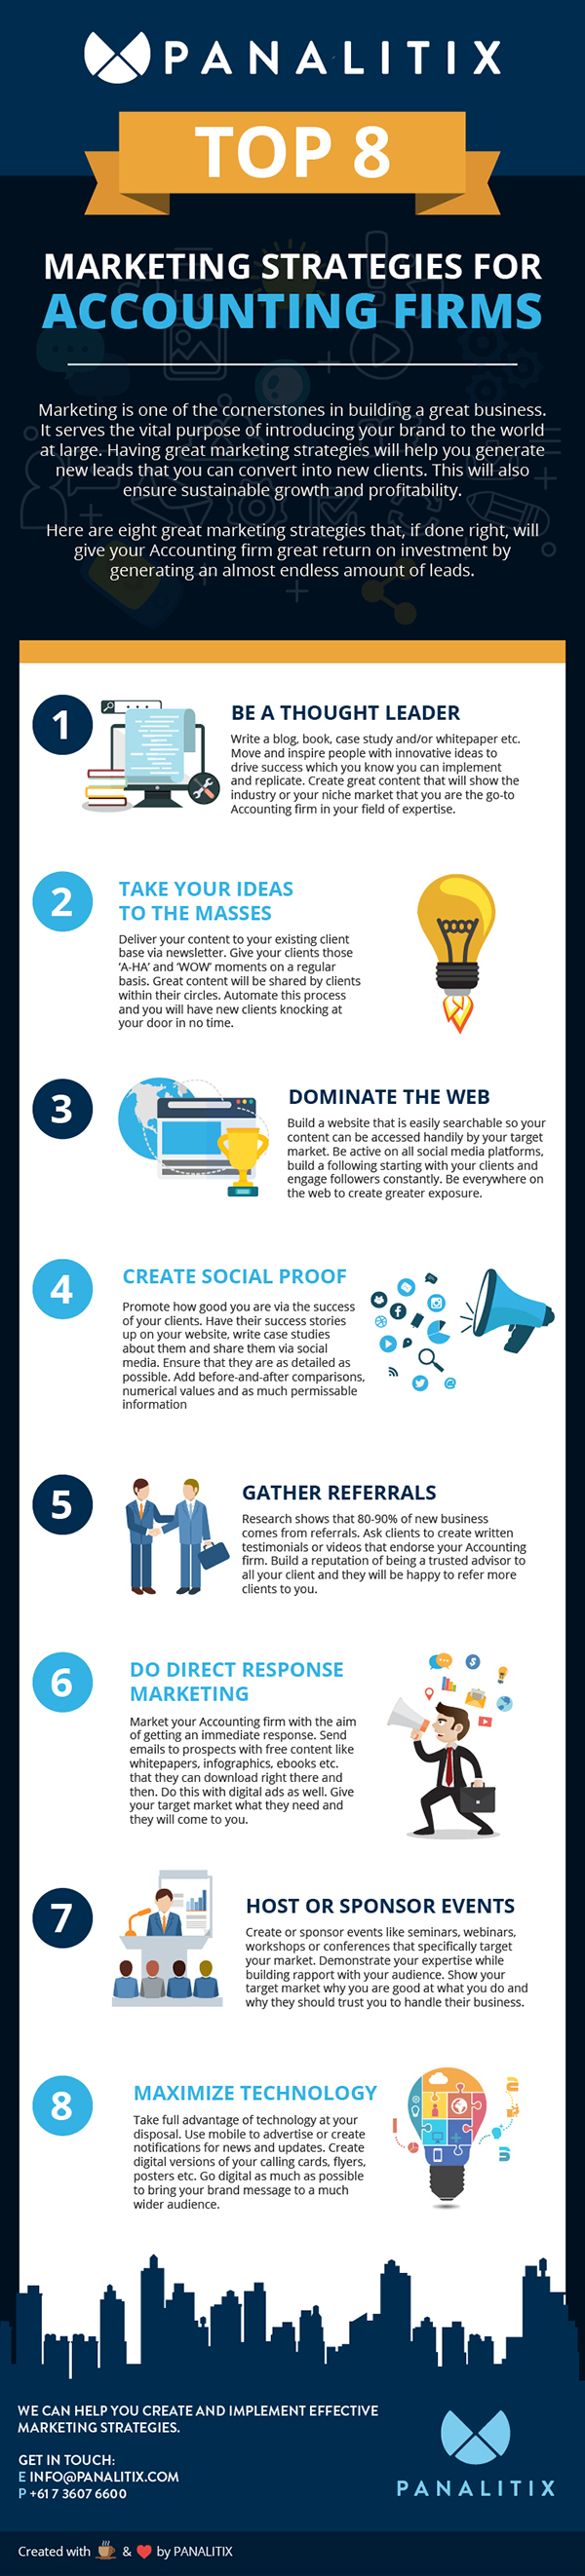 PANALITIX
TOP 8
MARKETING STRATEGIES FOR
ACCOUNTING FIRMS
Marketing is one of the cornerstones in building a great business.
It serves the vital purpose of introducing your brand to the world
at large. Having great marketing strategies will help you generate
new leads that you can convert into new clients. This will also
ensure sustainable growth and profitability.
Here are eight great marketing strategies that, if done right, will
give your Accounting firm great return on investment by
generating an almost endless amount of leads.
1
BE A THOUGHT LEADER
Write a blog, book, case study and/or whitepaper etc.
Move and inspire people with innovative ideas to
drive success which you know you can implement
and replicate. Create great content that will show the
industry or your niche market that you are the go-to
Accounting firm in your field of expertise.
2
TAKE YOUR IDEAS
TO THE MASSES
Deliver your content to your existing client
base via newsletter. Give your clients those
'A-HA' and 'WOW' moments on a regular
basis. Great content will be shared by clients
within their circles. Automate this process
and you will have new clients knocking at
your door in no time.
3
DOMINATE THE WEB
Build a website that is easily searchable so your
content can be accessed handily by your target
market. Be active on all social media platforms,
build a following starting with your clients and
engage followers constantly. Be everywhere on
the web to create greater exposure.
4
CREATE SOCIAL PROOF
Promote how good you are via the success
of your clients. Have their success stories
up on your website, write case studies
about them and share them via social
media. Ensure that they are as detailed as
possible. Add before-and-after comparisons,
numerical values and as much permissable
information
5
GATHER REFERRALS
Research shows that 80-90% of new business
comes from referrals. Ask clients to create written
testimonials or videos that endorse your Accounting
firm. Build a reputation of being a trusted advisor to
all your client and they will be happy to refer more
clients to you.
6
DO DIRECT RESPONSE
MARKETING
Market your Accounting firm with the aim
of getting an immediate response. Send
emails to prospects with free content like
whitepapers, infographics, ebooks etc.
that they can download right there and
then. Do this with digital ads as well. Give
your target market what they need and
they will come to you.
7
HOST OR SPONSOR EVENTS
Create or sponsor events like seminars, webinars,
workshops or conferences that specifically target
your market. Demonstrate your expertise while
building rapport with your audience. Show your
target market why you are good at what you do and
why they should trust you to handle their business.
8
MAXIMIZE TECHNOLOGY
Take full advantage of technology at your
disposal. Use mobile to advertise or create
notifications for news and updates. Create
digital versions of your calling cards, flyers,
posters etc. Go digital as much as possible
to bring your brand message to a much
wider audience.
WE CAN HELP YOU CREATE AND IMPLEMENT EFFECTIVE
MARKETING STRATEGIES.
GET IN TOUCH:
E INFO@PANALITIX.COM
P +61 7 3607 6600
PANALITIX
Created with & by PANALITIX